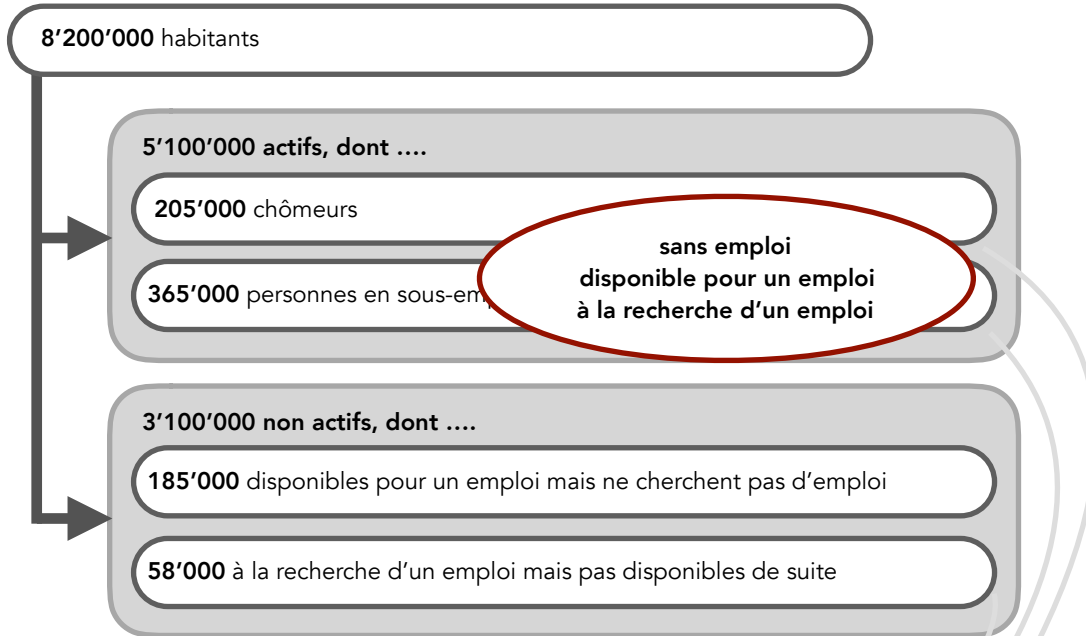 8’200’000 habitants
5’100’000 actifs, dont ….
205’000 chômeurs
365’000 personnes en sous-em
sans emploi
disponible pour un emploi
à la recherche d’un emploi
3’100’000 non actifs, dont ….
185’000 disponibles pour un emploi mais ne cherchent pas d’emploi
58’000 à la recherche d’un emploi mais pas disponibles de suite